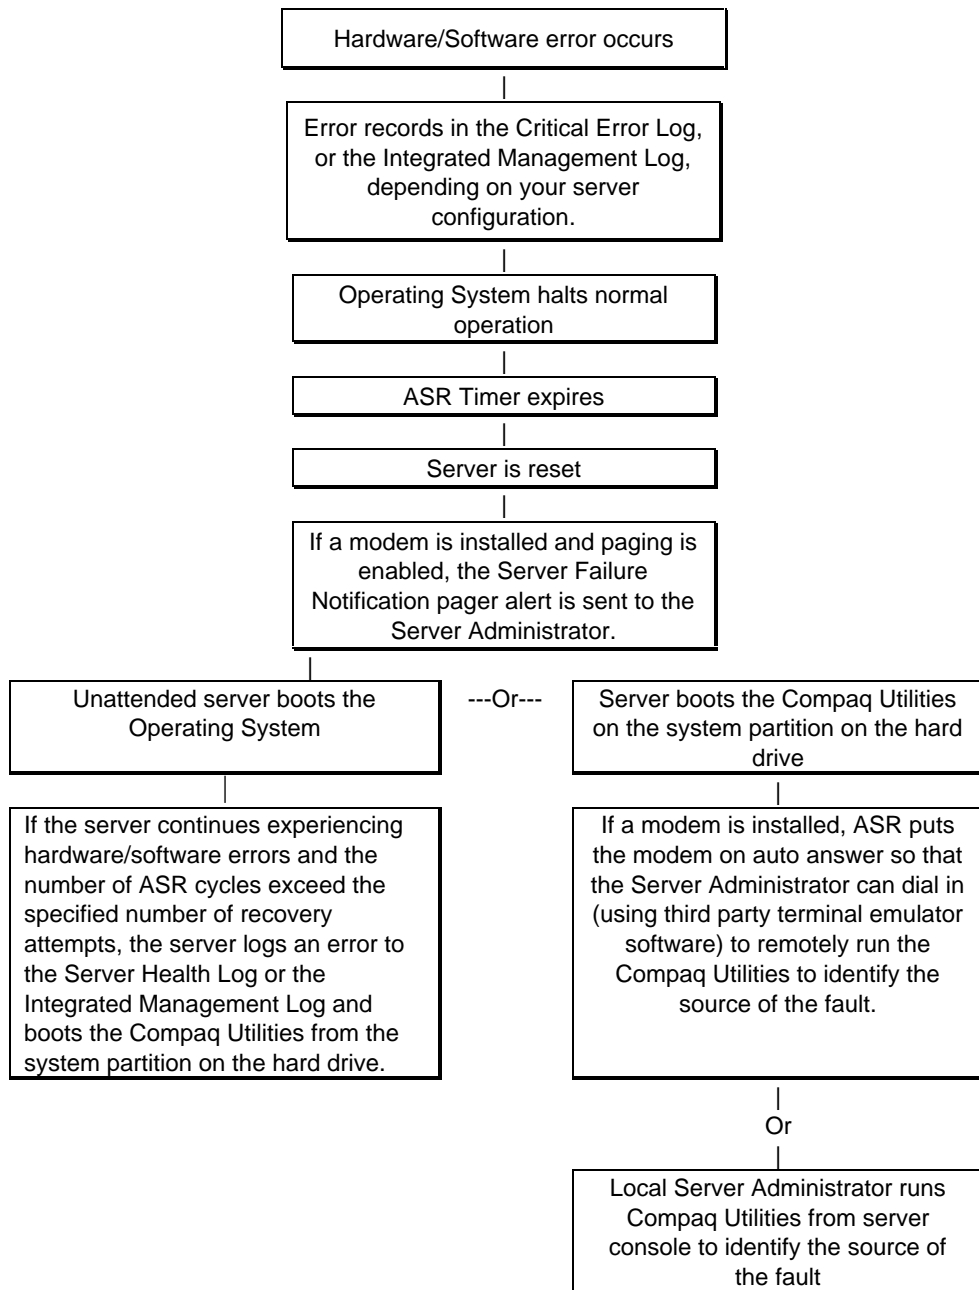 Hardware/Software error occurs
|
Error records in the Critical Error Log,
or the Integrated Management Log,
depending on your server
configuration.
|
Operating System halts normal
operation
|
ASR Timer expires
|
Server is reset
|
If a modem is installed and paging is
enabled, the Server Failure
Notification pager alert is sent to the
Server Administrator.
|
Unattended server boots the
Operating System
---Or---
Server boots the Compaq Utilities
on the system partition on the hard
drive
|
If the server continues experiencing
hardware/software errors and the
number of ASR cycles exceed the
specified number of recovery
attempts, the server logs an error to
the Server Health Log or the
Integrated Management Log and
boots the Compaq Utilities from the
system partition on the hard drive.
|
If a modem is installed, ASR puts
the modem on auto answer so that
the Server Administrator can dial in
(using third party terminal emulator
software) to remotely run the
Compaq Utilities to identify the
source of the fault.
|
Or
|
Local Server Administrator runs
Compaq Utilities from server
console to identify the source of
the fault